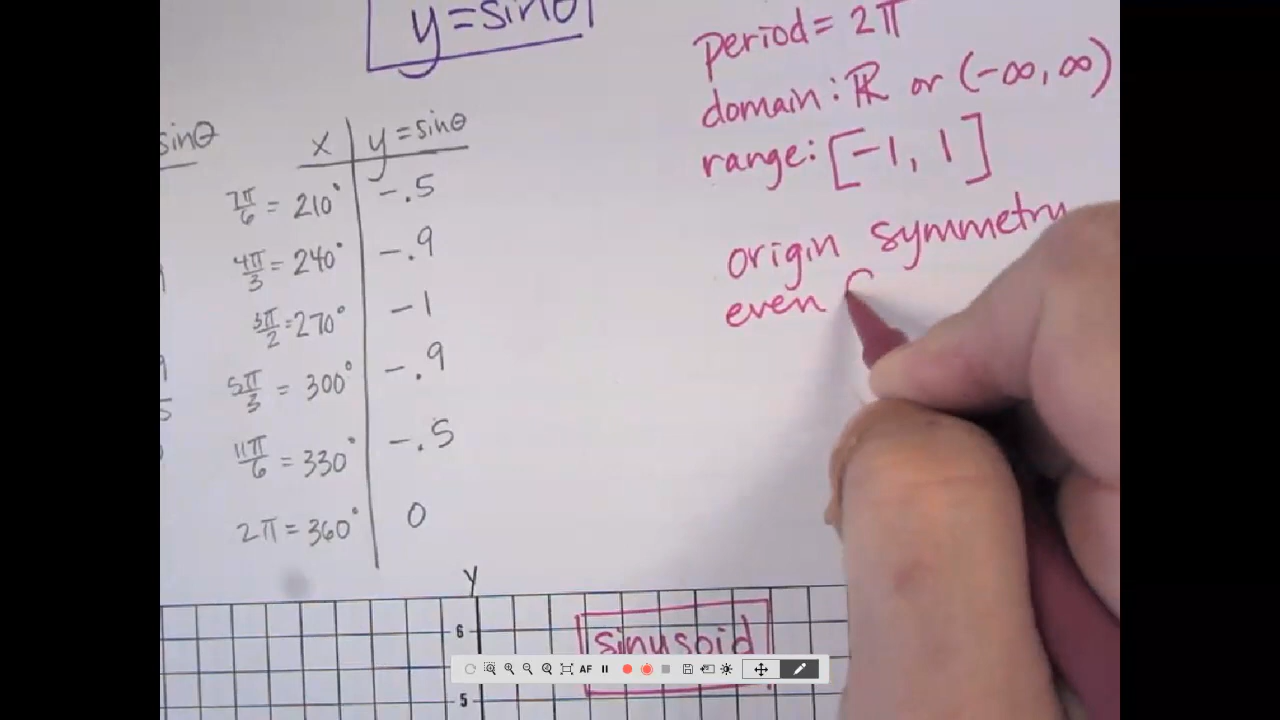 y=sinθ
period = 2π
domain: ℝ or (-∞, ∞)
range: [-1, 1]
origin symmetry
even
sinθ
x y=sinθ
7π/6 = 210° -.5
4π/3 = 240° -.9
3π/2 = 270° -1
5π/3 = 300° -.9
11π/6 = 330° -.5
2π = 360° 0
y
6
sinusoid
AF
5